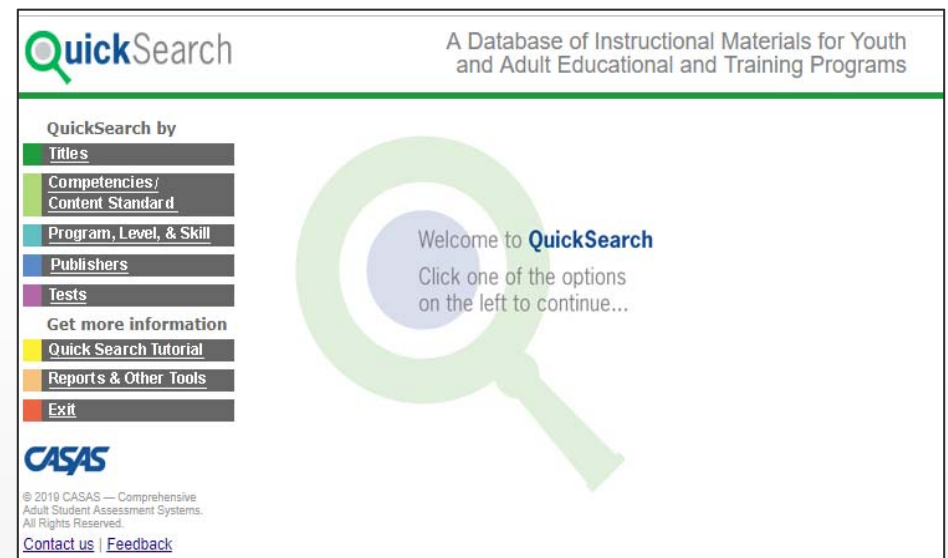 QuickSearch
A Database of Instructional Materials for Youth
and Adult Educational and Training Programs
QuickSearch by
Titles
Competencies/
Content Standard
Program, Level, & Skill
Publishers
Tests
Get more information
Quick Search Tutorial
Reports & Other Tools
Exit
Welcome to QuickSearch
Click one of the options
on the left to continue...
CASAS
© 2019 CASAS — Comprehensive
Adult Student Assessment Systems.
All Rights Reserved.
Contact us | Feedback